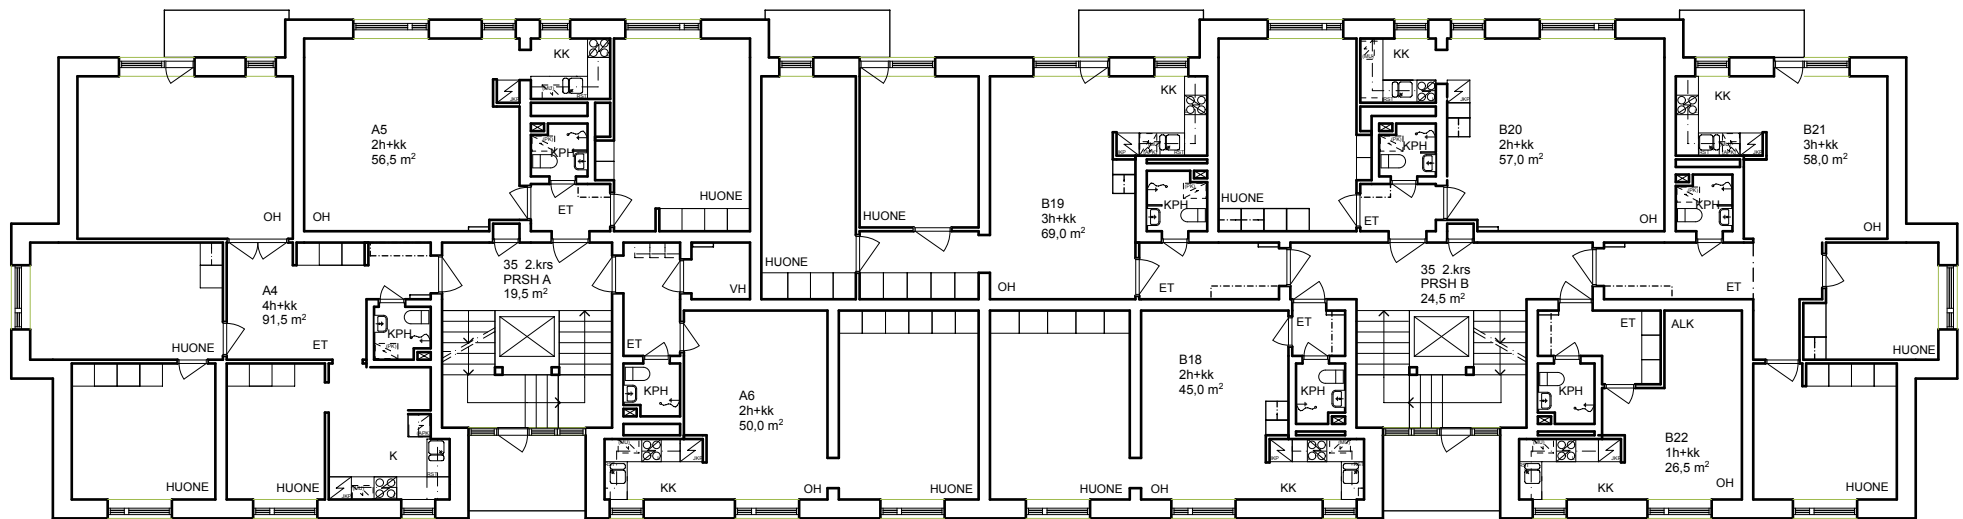 KK
A5
2h+kk
56,5 m²
KPH
HUONE
OH
OH
ET
A4
4h+kk
91,5 m²
HUONE
ET
KPH
35 2.krs
PRSH A
19,5 m²
HUONE
HUONE
K
VH
ET
KPH
A6
2h+kk
50,0 m²
KK
OH
HUONE
HUONE
HUONE
KK
B19
3h+kk
69,0 m²
KPH
OH
ET
HUONE
OH
B18
2h+kk
45,0 m²
KK
ET
KPH
KK
HUONE
KPH
ET
B20
2h+kk
57,0 m²
OH
35 2.krs
PRSH B
24,5 m²
KK
B21
3h+kk
58,0 m²
KPH
OH
ET
HUONE
HUONE
ET
ALK
KPH
B22
1h+kk
26,5 m²
KK
OH